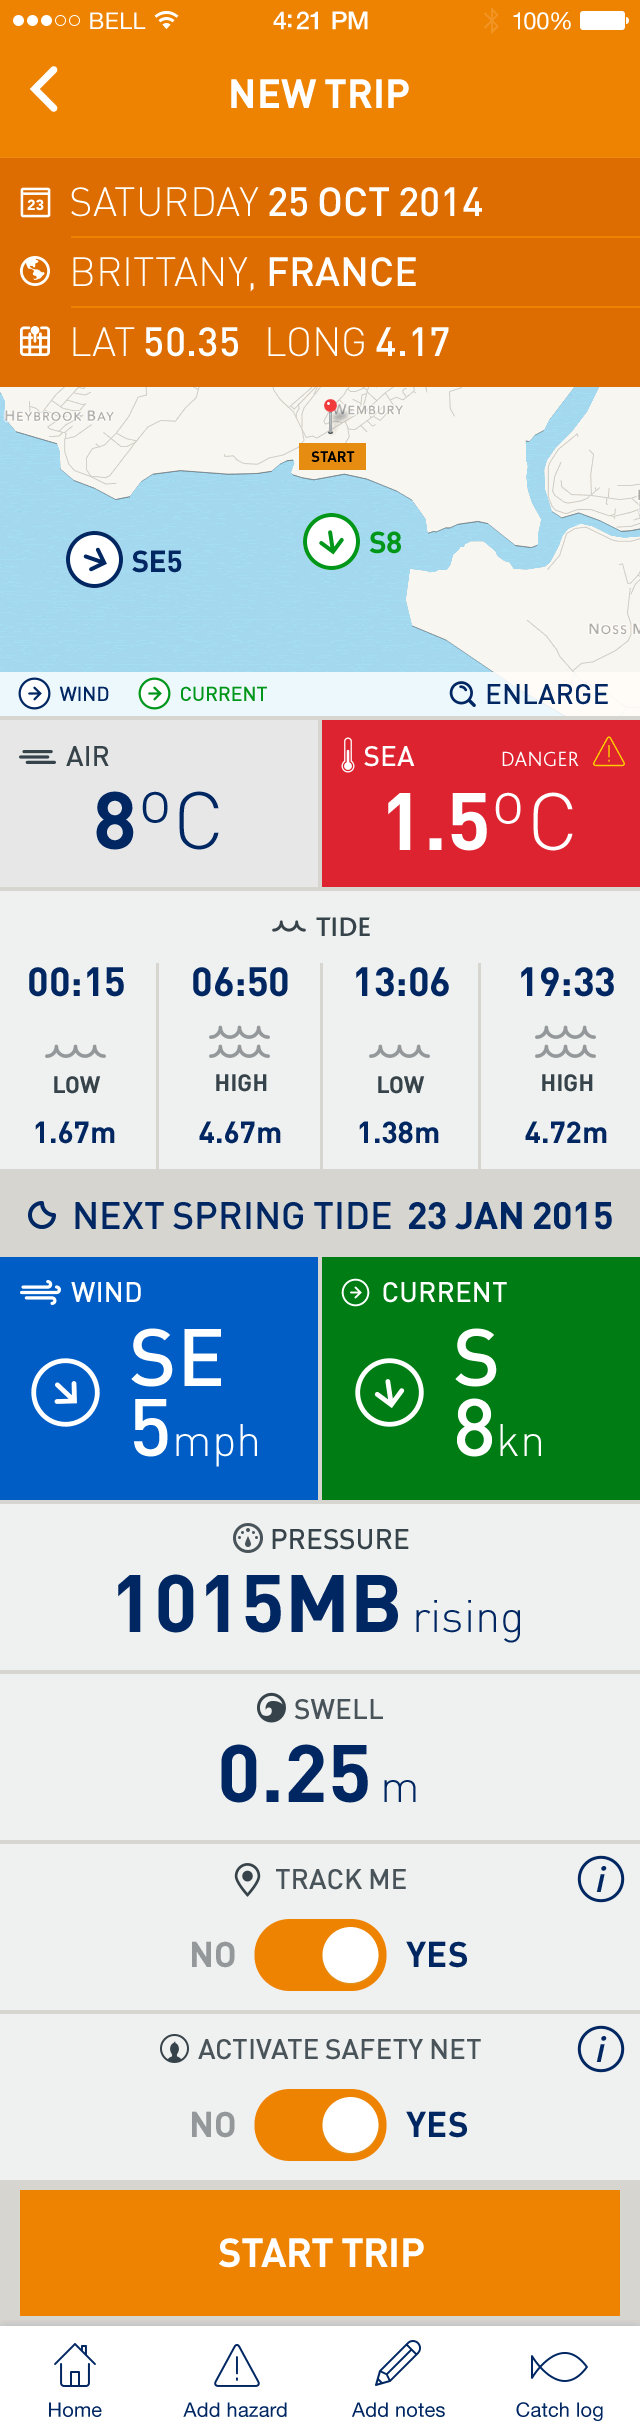 BELL 4:21 PM 100%
NEW TRIP
23 SATURDAY 25 OCT 2014
BRITTANY, FRANCE
LAT 50.35 LONG 4.17
HEYBROOK BAY WEMBURY
START
SE5 S8
NOSS M
WIND CURRENT ENLARGE
AIR SEA DANGER
8°C 1.5°C
TIDE
00:15 06:50 13:06 19:33
LOW HIGH LOW HIGH
1.67m 4.67m 1.38m 4.72m
NEXT SPRING TIDE 23 JAN 2015
WIND CURRENT
SE S
5mph 8kn
PRESSURE
1015MB rising
SWELL
0.25 m
TRACK ME i
NO YES
ACTIVATE SAFETY NET i
NO YES
START TRIP
Home Add hazard Add notes Catch log